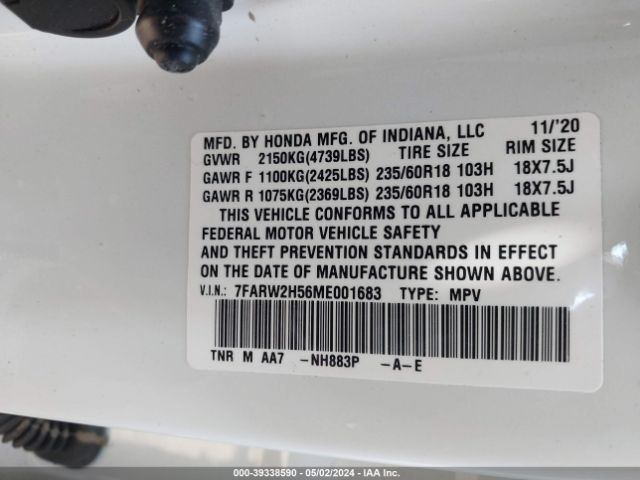 MFD. BY HONDA MFG. OF INDIANA, LLC 11/'20
GVWR 2150KG(4739LBS) TIRE SIZE RIM SIZE
GAWR F 1100KG(2425LBS) 235/60R18 103H 18X7.5J
GAWR R 1075KG(2369LBS) 235/60R18 103H 18X7.5J
THIS VEHICLE CONFORMS TO ALL APPLICABLE
FEDERAL MOTOR VEHICLE SAFETY
AND THEFT PREVENTION STANDARDS IN EFFECT
ON THE DATE OF MANUFACTURE SHOWN ABOVE.
V.I.N.: 7FARW2H56ME001683 TYPE: MPV
TNR M AA7 -NH883P -A-E
000-39338590 - 05/02/2024 - Copyright IAA, Inc.